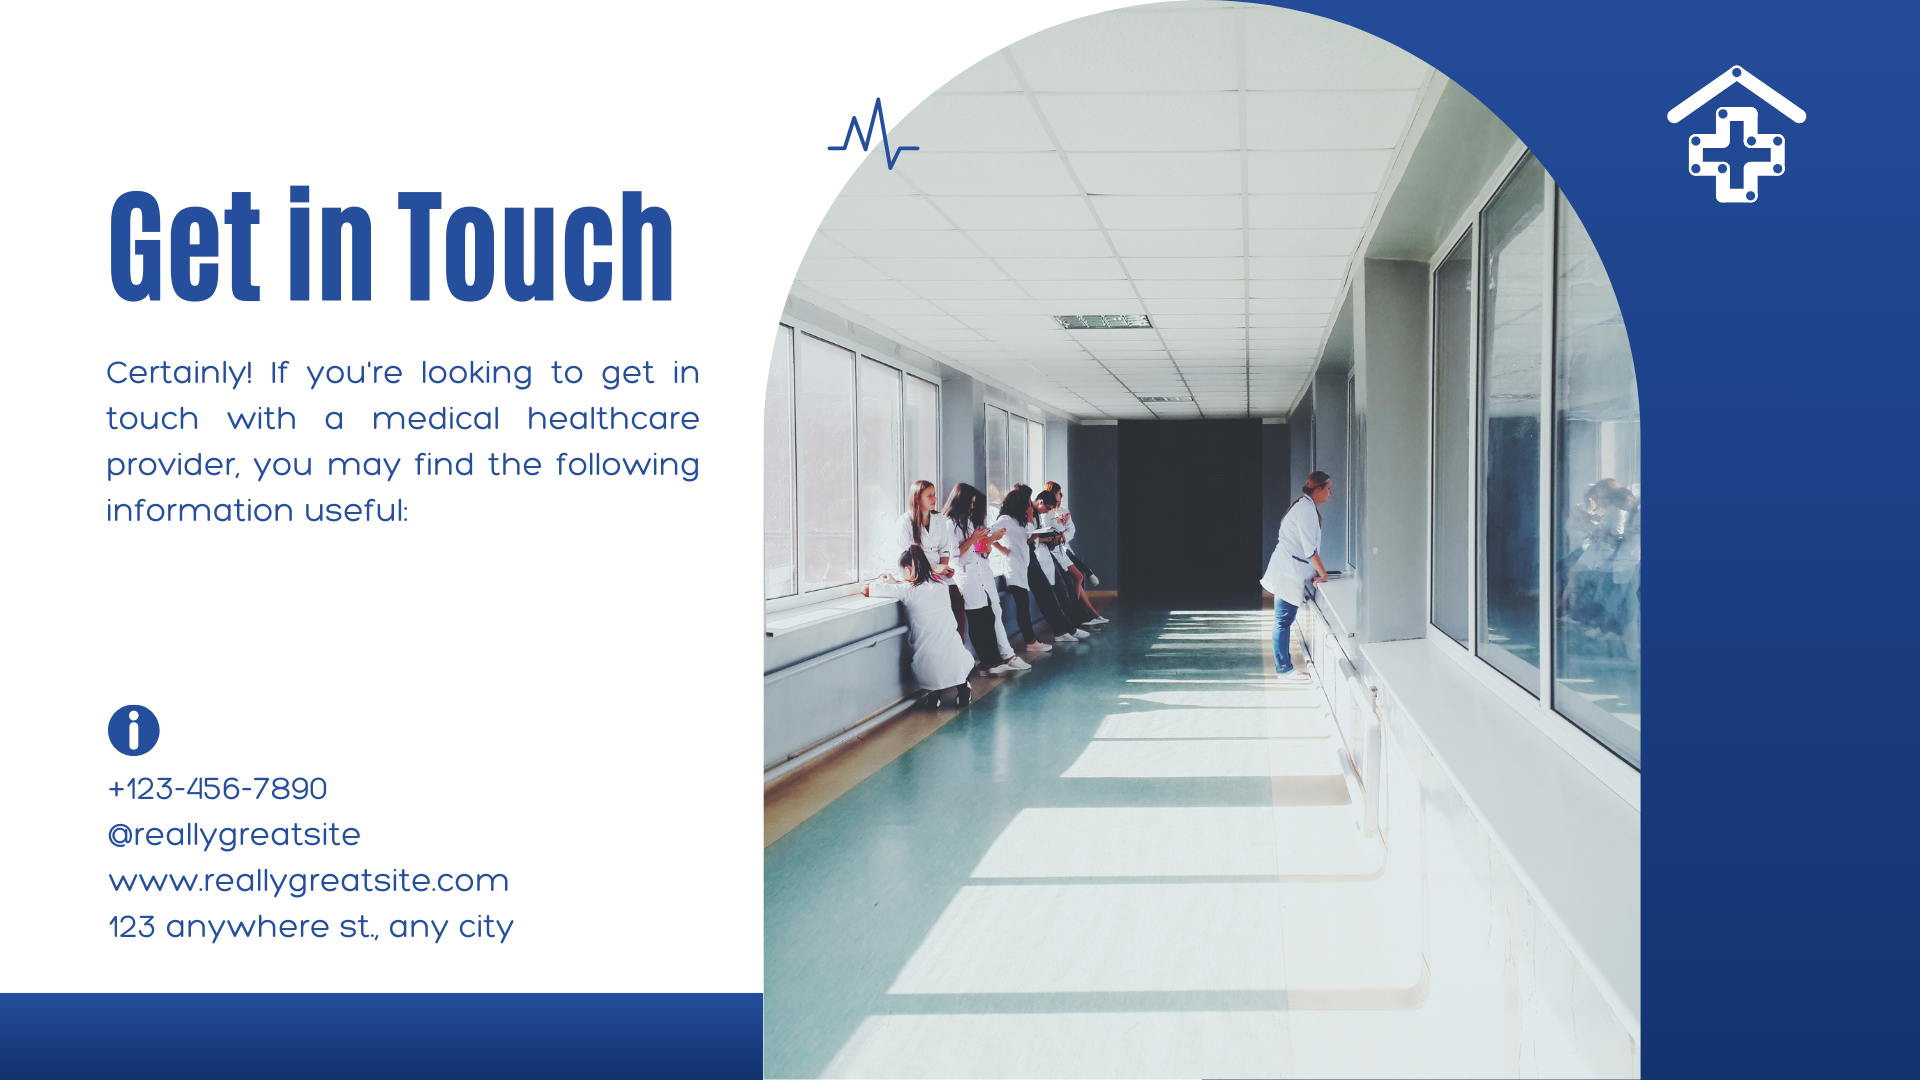 Get in Touch
Certainly! If you're looking to get in
touch with a medical healthcare
provider, you may find the following
information useful:
+123-456-7890
@reallygreatsite
www.reallygreatsite.com
123 anywhere st., any city